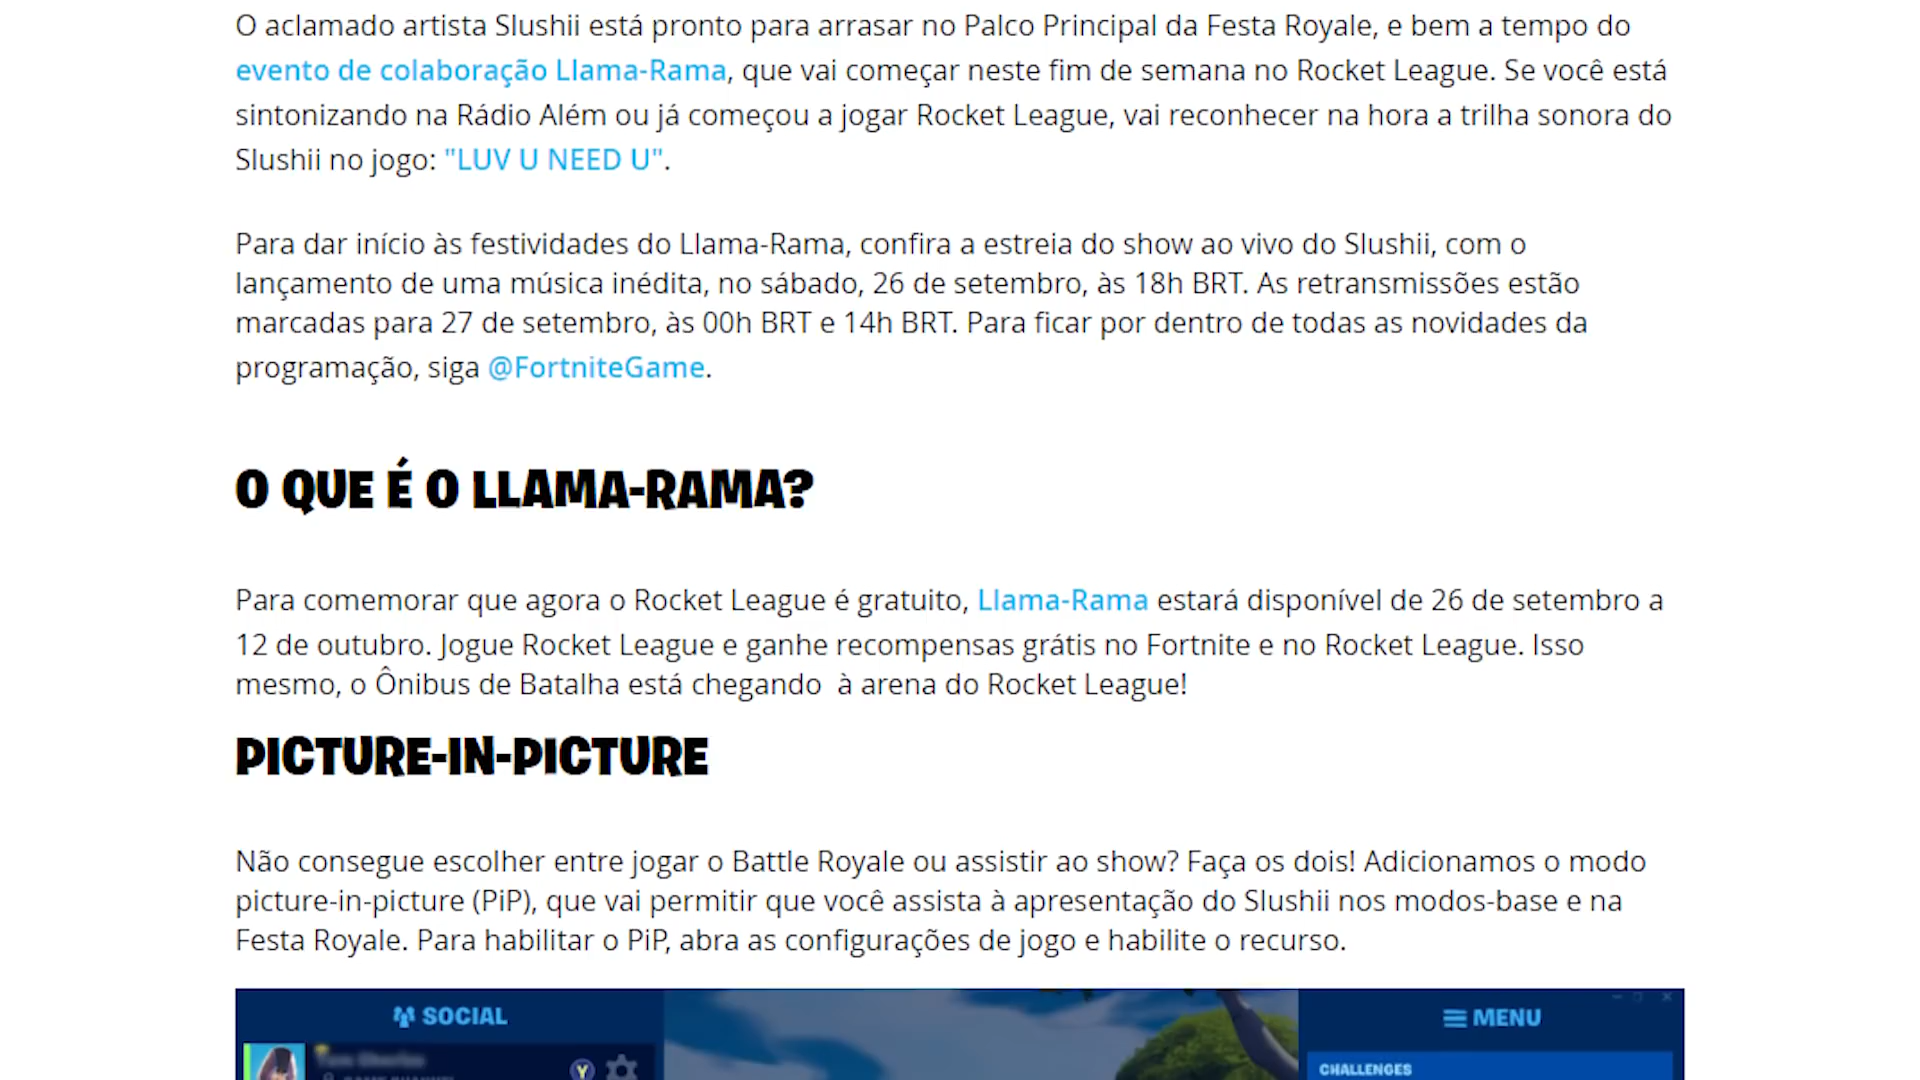 O aclamado artista Slushii está pronto para arrasar no Palco Principal da Festa Royale, e bem a tempo do
evento de colaboração Llama-Rama, que vai começar neste fim de semana no Rocket League. Se você está
sintonizando na Rádio Além ou já começou a jogar Rocket League, vai reconhecer na hora a trilha sonora do
Slushii no jogo: "LUV U NEED U".
Para dar início às festividades do Llama-Rama, confira a estreia do show ao vivo do Slushii, com o
lançamento de uma música inédita, no sábado, 26 de setembro, às 18h BRT. As retransmissões estão
marcadas para 27 de setembro, às 00h BRT e 14h BRT. Para ficar por dentro de todas as novidades da
programação, siga @FortniteGame.
O QUE É O LLAMA-RAMA?
Para comemorar que agora o Rocket League é gratuito, Llama-Rama estará disponível de 26 de setembro a
12 de outubro. Jogue Rocket League e ganhe recompensas grátis no Fortnite e no Rocket League. Isso
mesmo, o Ônibus de Batalha está chegando  à arena do Rocket League!
PICTURE-IN-PICTURE
Não consegue escolher entre jogar o Battle Royale ou assistir ao show? Faça os dois! Adicionamos o modo
picture-in-picture (PiP), que vai permitir que você assista à apresentação do Slushii nos modos-base e na
Festa Royale. Para habilitar o PiP, abra as configurações de jogo e habilite o recurso.
SOCIAL
MENU
Y
CHALLENGES